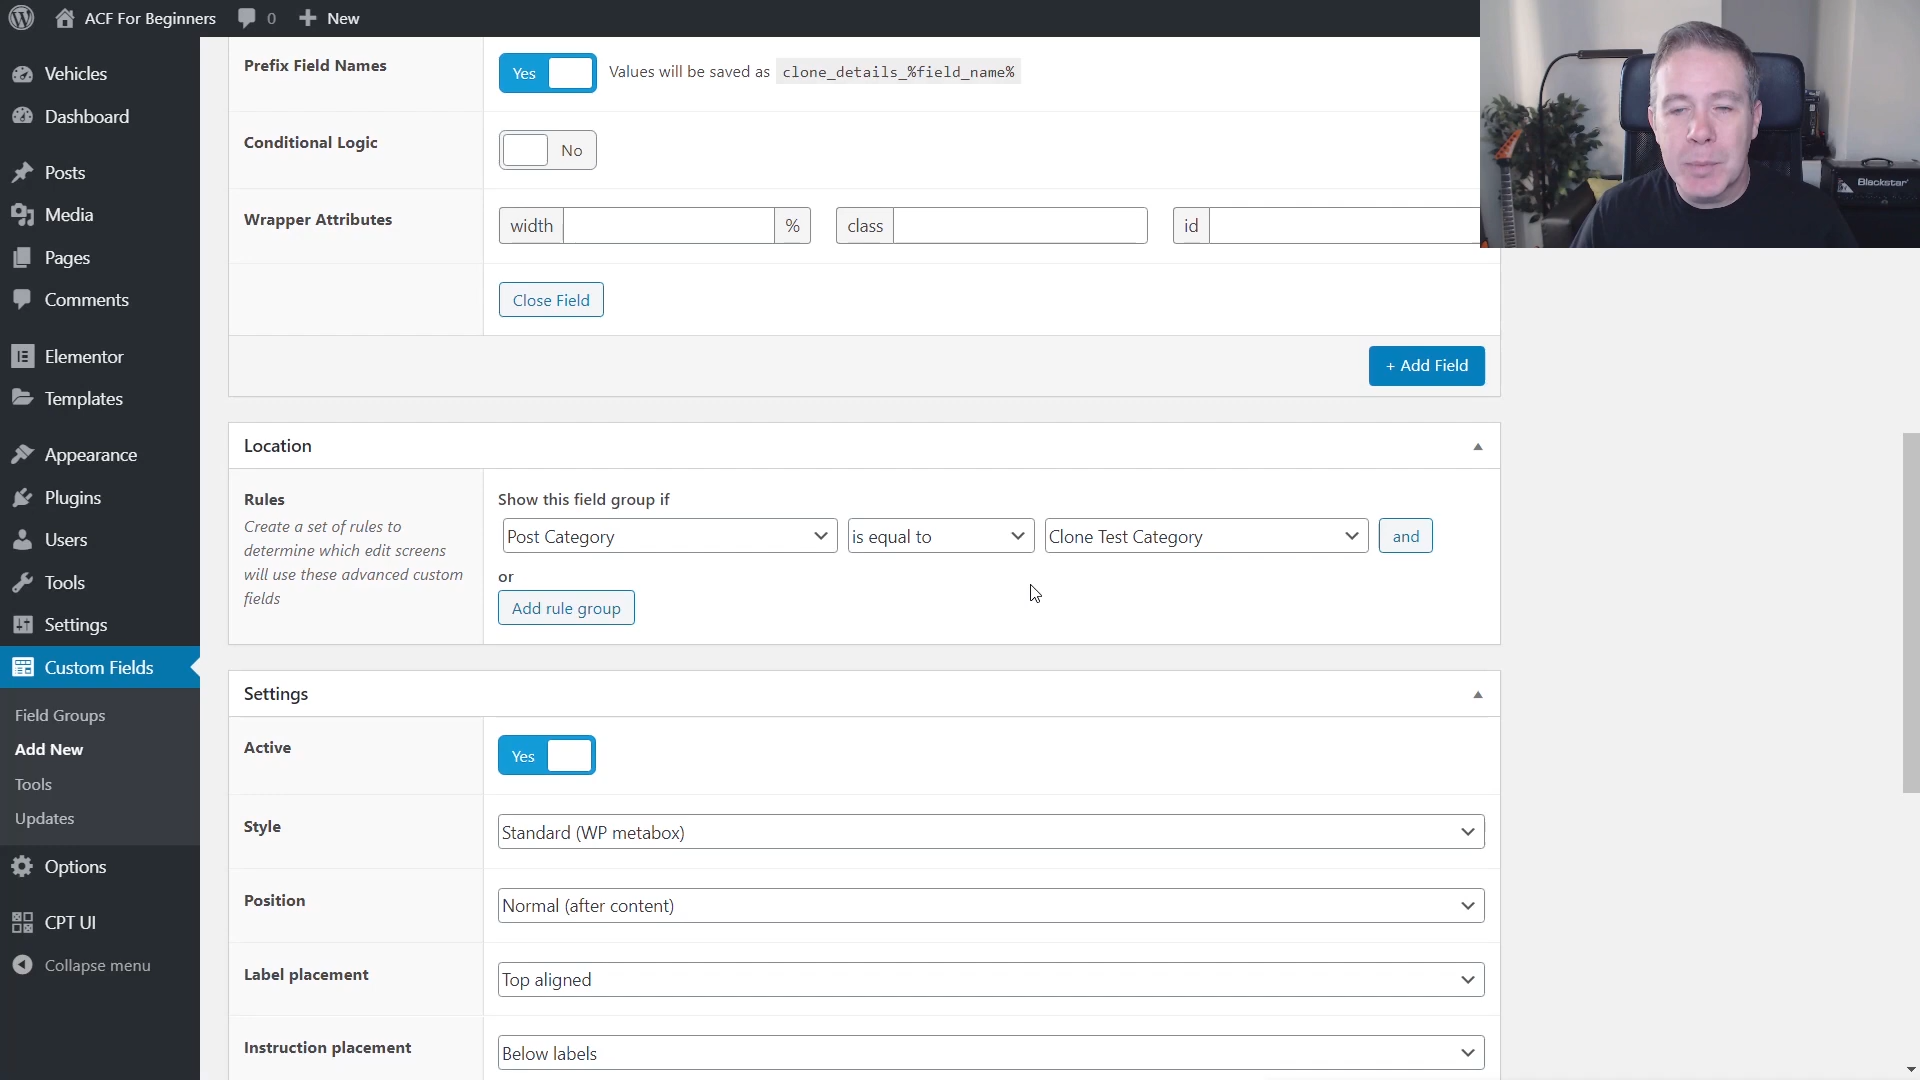 ACF For Beginners
0
New
Vehicles
Dashboard
Posts
Media
Pages
Comments
Elementor
Templates
Appearance
Plugins
Users
Tools
Settings
Custom Fields
Field Groups
Add New
Tools
Updates
Options
CPT UI
Collapse menu
Prefix Field Names
Yes
Values will be saved as clone_details_%field_name%
Conditional Logic
No
Wrapper Attributes
width
%
class
id
Close Field
+ Add Field
Location
Rules
Create a set of rules to
determine which edit screens
will use these advanced custom
fields
Show this field group if
Post Category
is equal to
Clone Test Category
and
or
Add rule group
Settings
Active
Yes
Style
Standard (WP metabox)
Position
Normal (after content)
Label placement
Top aligned
Instruction placement
Below labels
Blackstar